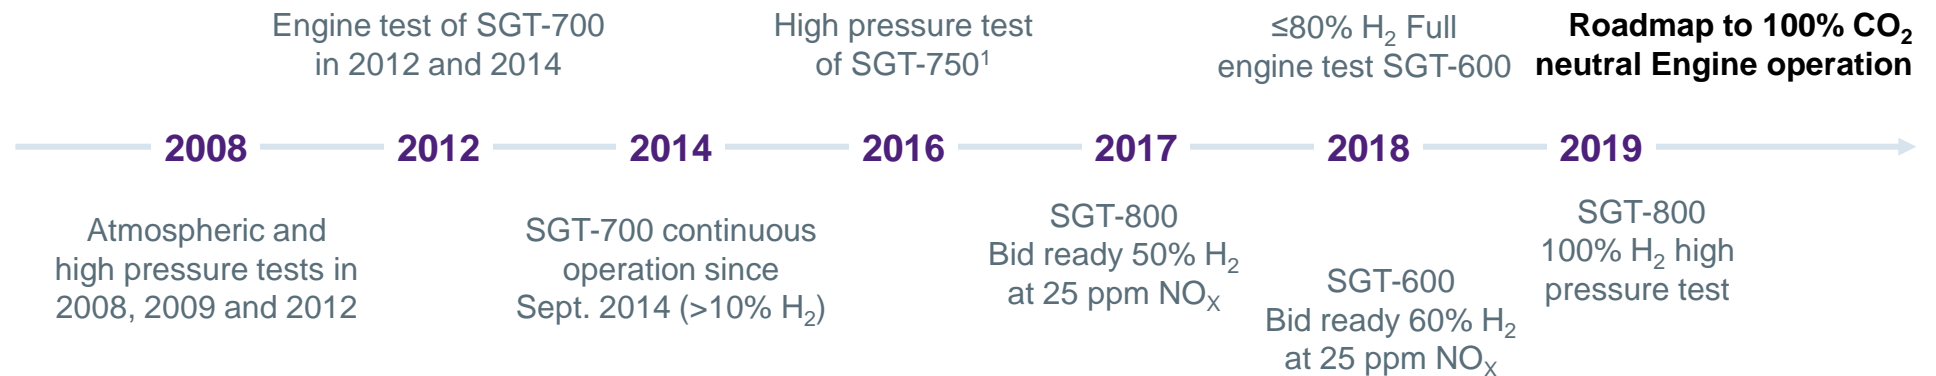 Engine test of SGT-700
in 2012 and 2014
High pressure test
of SGT-750¹
≤80% H₂ Full
engine test SGT-600
Roadmap to 100% CO₂
neutral Engine operation
2008
2012
2014
2016
2017
2018
2019
Atmospheric and
high pressure tests in
2008, 2009 and 2012
SGT-700 continuous
operation since
Sept. 2014 (>10% H₂)
SGT-800
Bid ready 50% H₂
at 25 ppm NOₓ
SGT-600
Bid ready 60% H₂
at 25 ppm NOₓ
SGT-800
100% H₂ high
pressure test